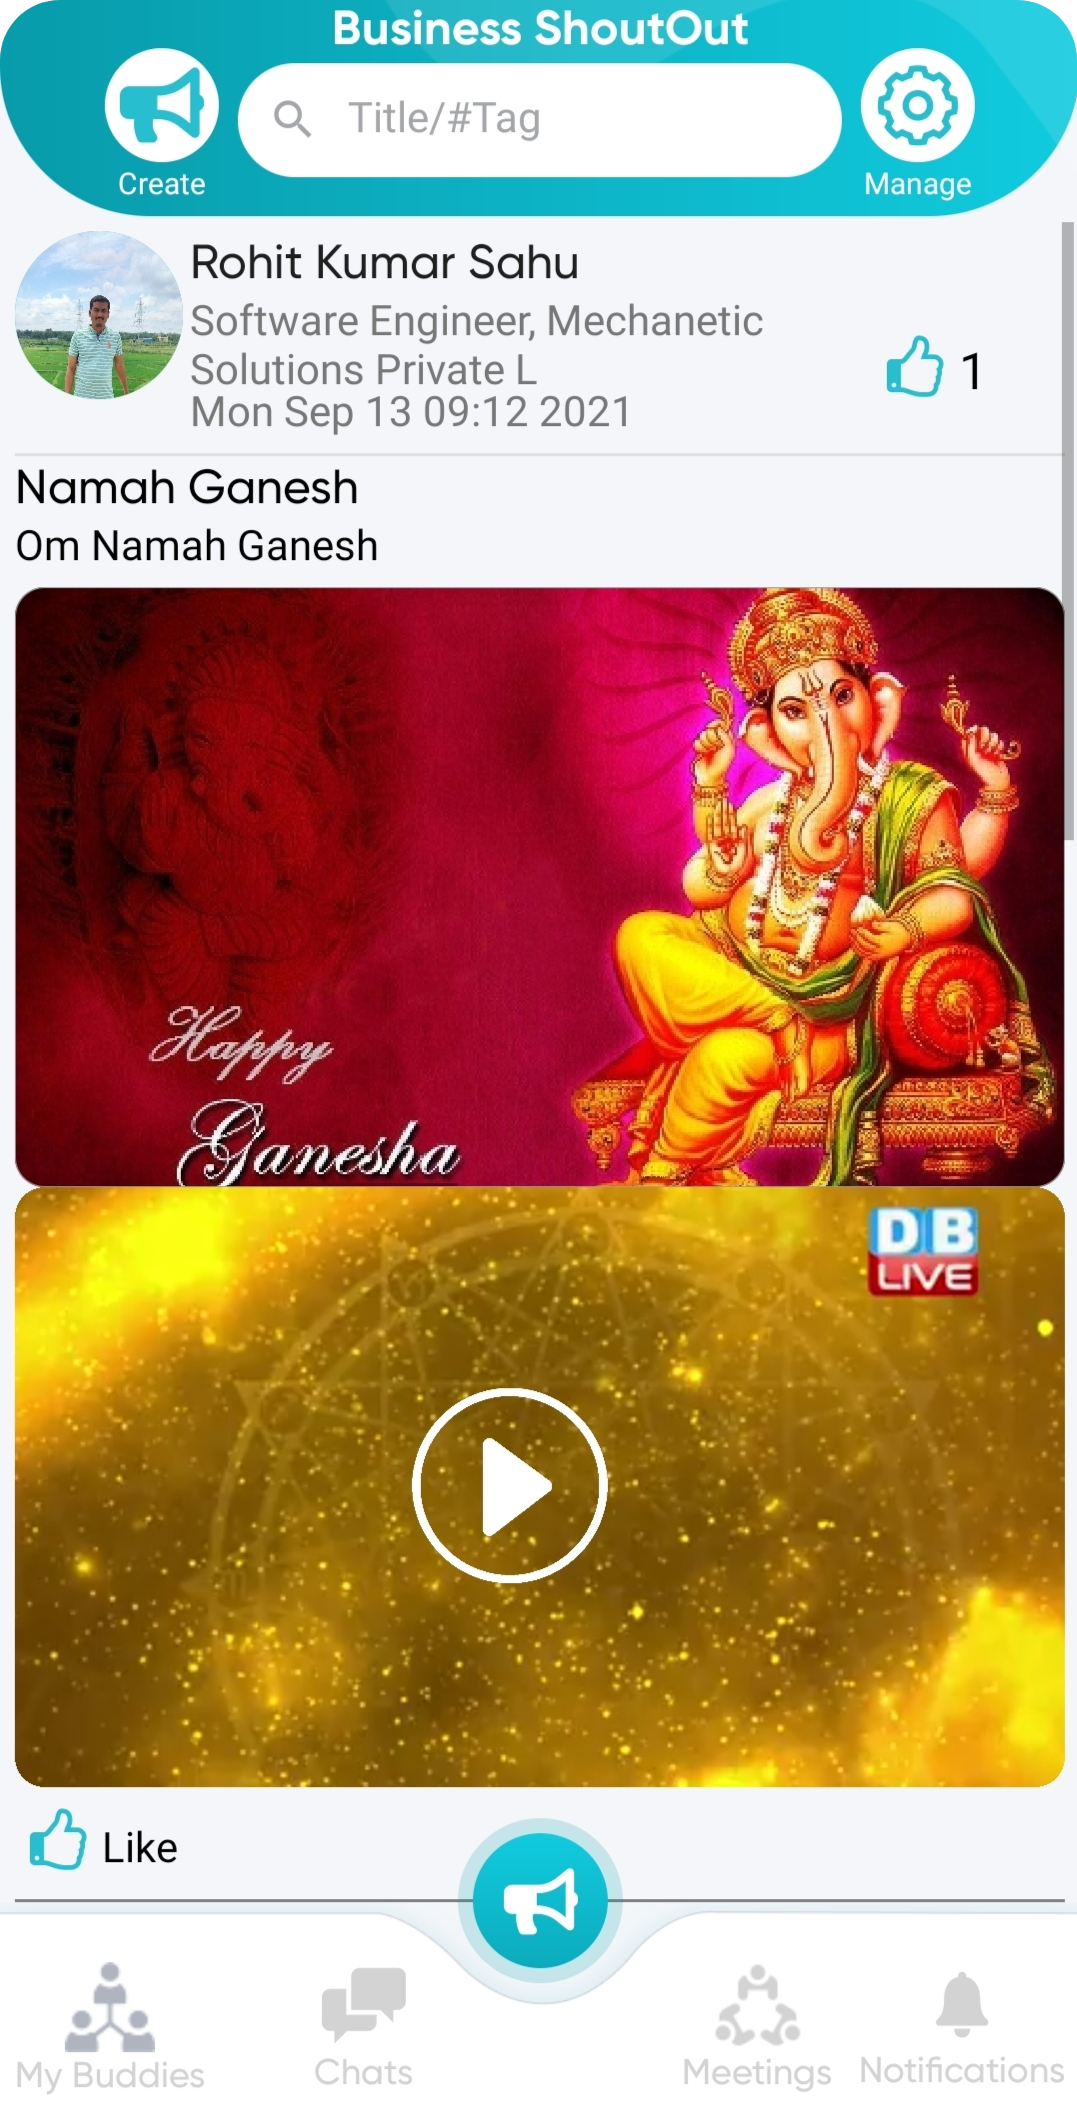 Business ShoutOut
Title/#Tag
Create
Manage
Rohit Kumar Sahu
Software Engineer, Mechanetic
Solutions Private L
Mon Sep 13 09:12 2021
1
Namah Ganesh
Om Namah Ganesh
Happy
Ganesha
DB
LIVE
Like
My Buddies
Chats
Meetings
Notifications